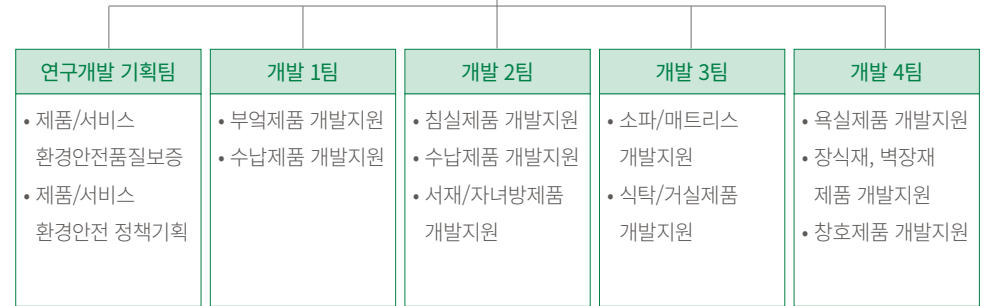 연구개발 기획팀
• 제품/서비스
환경안전품질보증
• 제품/서비스
환경안전 정책기획
개발 1팀
• 부엌제품 개발지원
• 수납제품 개발지원
개발 2팀
• 침실제품 개발지원
• 수납제품 개발지원
• 서재/자녀방제품
개발지원
개발 3팀
• 소파/매트리스
개발지원
• 식탁/거실제품
개발지원
개발 4팀
• 욕실제품 개발지원
• 장식재, 벽장재
제품 개발지원
• 창호제품 개발지원